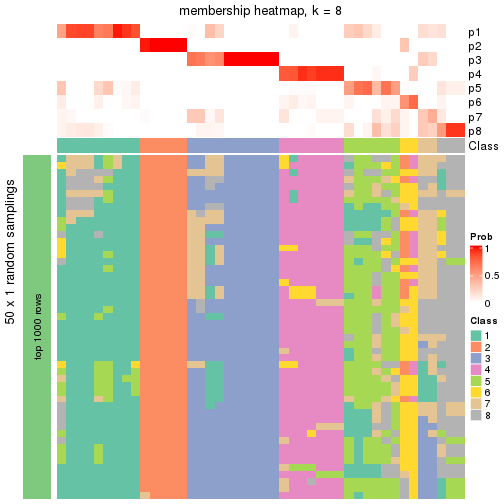 membership heatmap, k = 8
p1
p2
p3
p4
p5
p6
p7
p8
Class
50 x 1 random samplings
top 1000 rows
Prob
1
0.5
0
Class
1
2
3
4
5
6
7
8